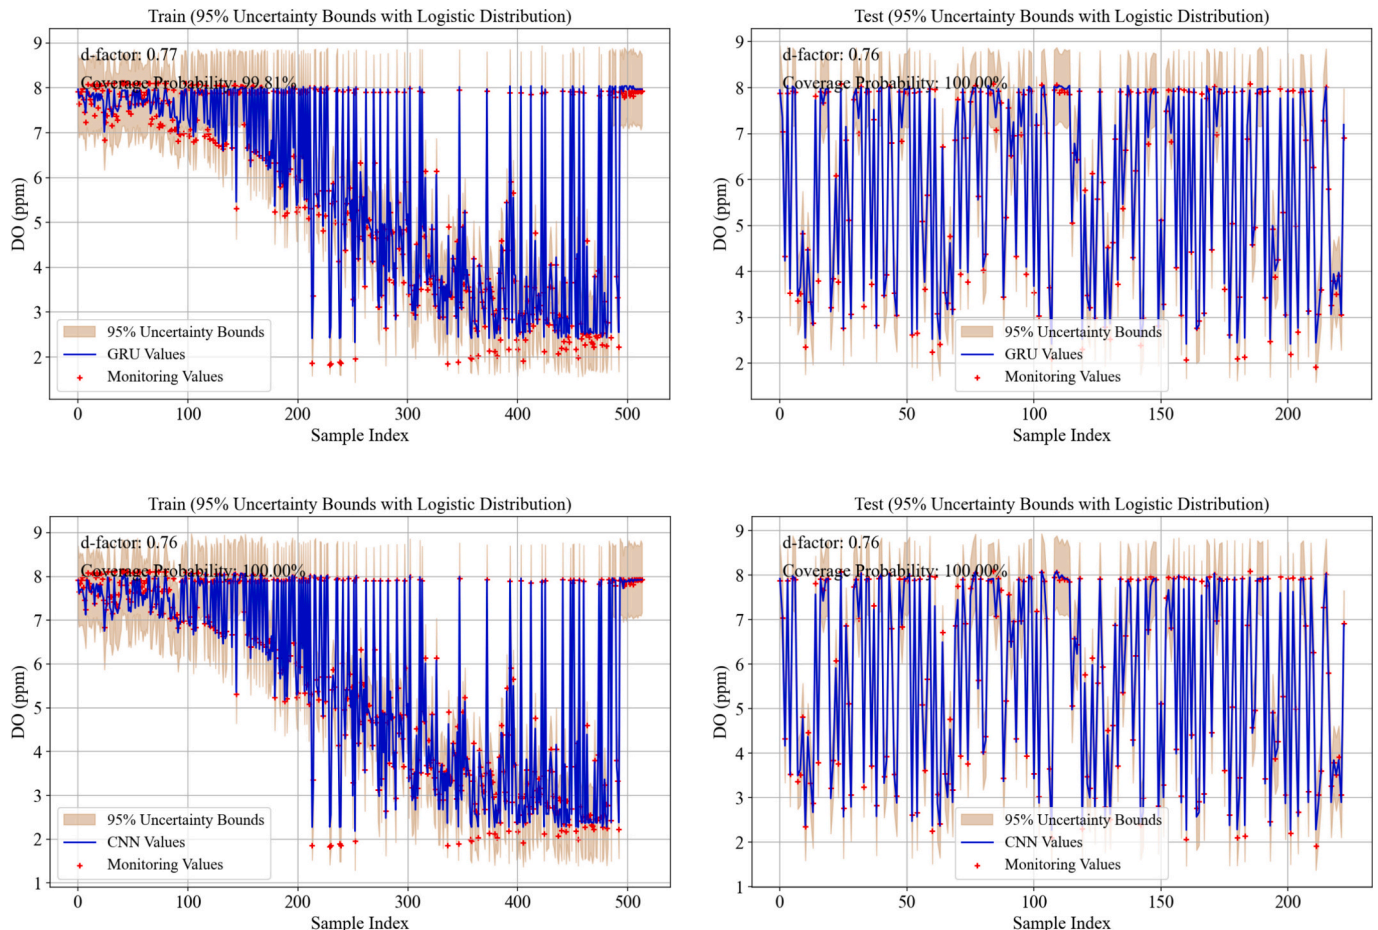 Train (95% Uncertainty Bounds with Logistic Distribution)
d-factor: 0.77
Coverage Probability: 99.81%
9
8
7
6
5
4
3
2
DO (ppm)
95% Uncertainty Bounds
GRU Values
Monitoring Values
0
100
200
300
400
500
Sample Index
Test (95% Uncertainty Bounds with Logistic Distribution)
d-factor: 0.76
Coverage Probability: 100.00%
9
8
7
6
5
4
3
2
DO (ppm)
95% Uncertainty Bounds
GRU Values
Monitoring Values
0
50
100
150
200
Sample Index
Train (95% Uncertainty Bounds with Logistic Distribution)
d-factor: 0.76
Coverage Probability: 100.00%
9
8
7
6
5
4
3
2
1
DO (ppm)
95% Uncertainty Bounds
CNN Values
Monitoring Values
0
100
200
300
400
500
Sample Index
Test (95% Uncertainty Bounds with Logistic Distribution)
d-factor: 0.76
Coverage Probability: 100.00%
9
8
7
6
5
4
3
2
1
DO (ppm)
95% Uncertainty Bounds
CNN Values
Monitoring Values
0
50
100
150
200
Sample Index